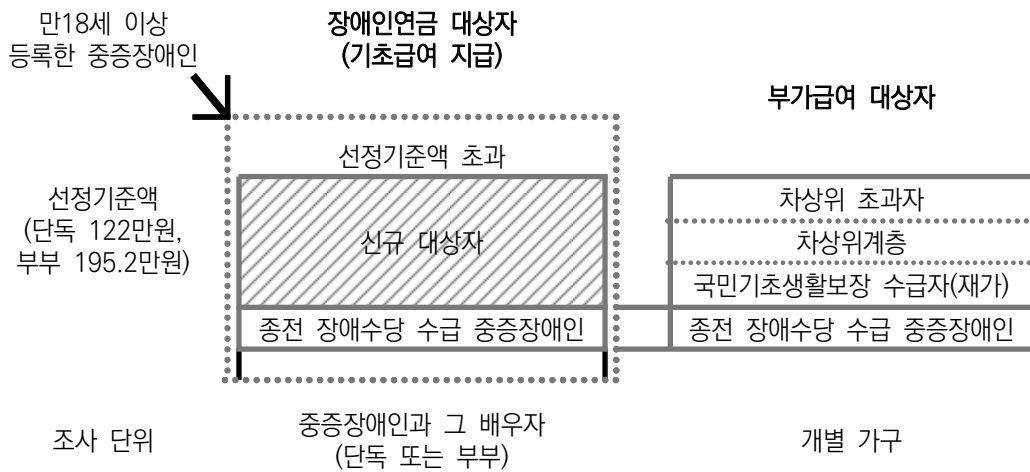 만18세 이상
등록한 중증장애인
장애인연금 대상자
(기초급여 지급)
부가급여 대상자
선정기준액 초과
선정기준액
(단독 122만원,
부부 195.2만원)
신규 대상자
차상위 초과자
차상위계층
국민기초생활보장 수급자(재가)
종전 장애수당 수급 중증장애인
종전 장애수당 수급 중증장애인
조사 단위
중증장애인과 그 배우자
(단독 또는 부부)
개별 가구